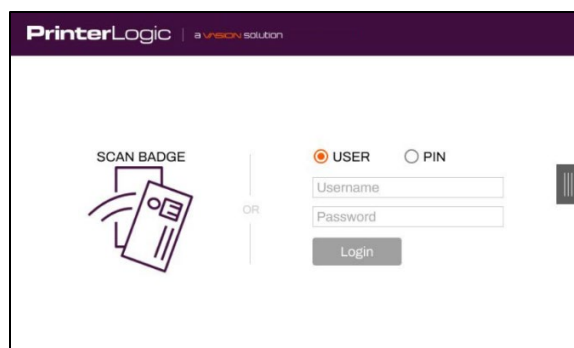 PrinterLogic | a VASION solution
SCAN BADGE
OR
USER PIN
Username
Password
Login